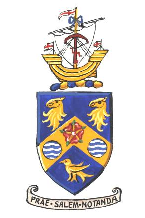 PRAE · SALEM · NOTANDA